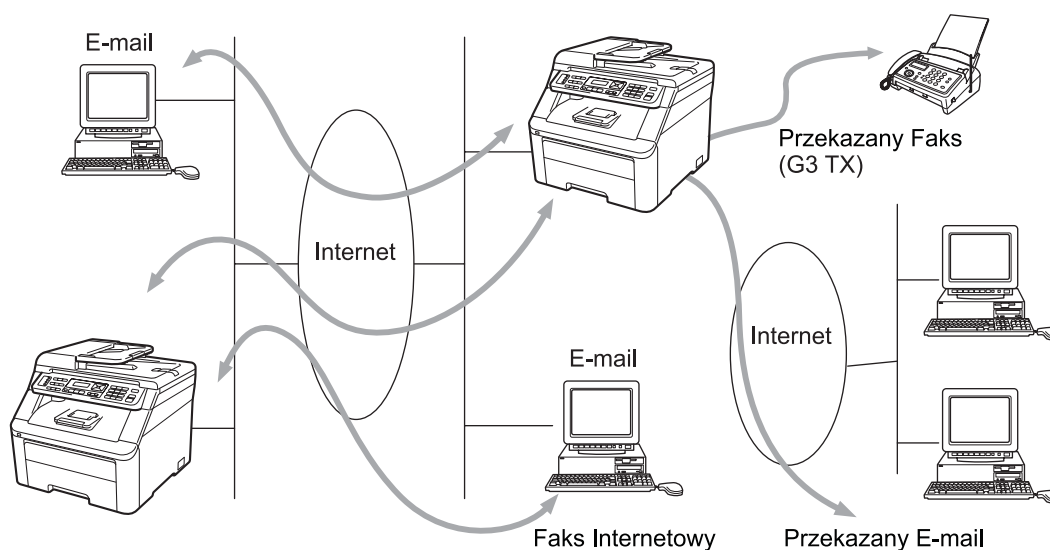 E-mail
Przekazany Faks
(G3 TX)
Internet
Internet
E-mail
Faks Internetowy
Przekazany E-mail